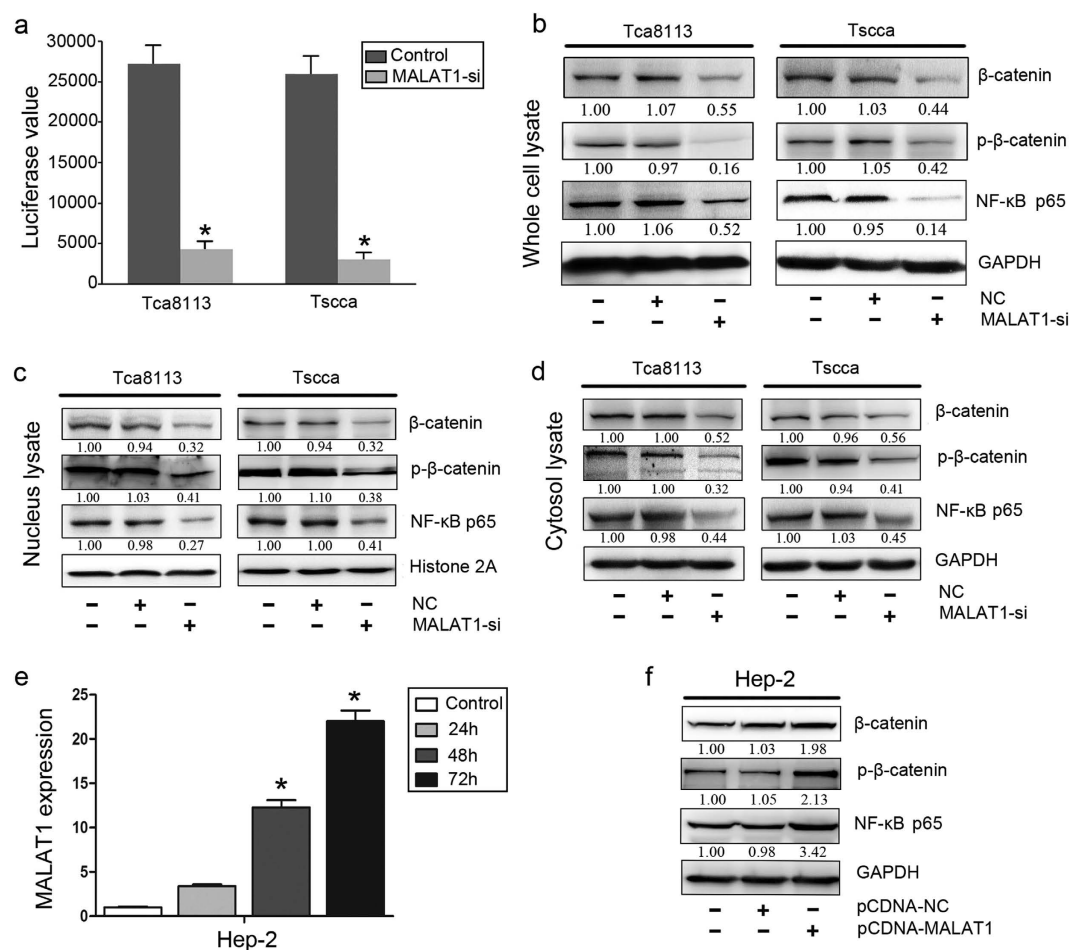 a
30000
25000
20000
15000
10000
5000
0
Luciferase value
Control
MALAT1-si
*
*
Tca8113
Tscca
b
Tca8113
Tscca
Whole cell lysate
β-catenin
1.00 1.07 0.55 1.00 1.03 0.44
p-β-catenin
1.00 0.97 0.16 1.00 1.05 0.42
NF-κB p65
1.00 1.06 0.52 1.00 0.95 0.14
GAPDH
– + – – + – NC
– – + – – + MALAT1-si
c
Tca8113
Tscca
Nucleus lysate
β-catenin
1.00 0.94 0.32 1.00 0.94 0.32
p-β-catenin
1.00 1.03 0.41 1.00 1.10 0.38
NF-κB p65
1.00 0.98 0.27 1.00 1.00 0.41
Histone 2A
– + – – + – NC
– – + – – + MALAT1-si
d
Tca8113
Tscca
Cytosol lysate
β-catenin
1.00 1.00 0.52 1.00 0.96 0.56
p-β-catenin
1.00 1.00 0.32 1.00 0.94 0.41
NF-κB p65
1.00 0.98 0.44 1.00 1.03 0.45
GAPDH
– + – – + – NC
– – + – – + MALAT1-si
e
25
20
15
10
5
0
MALAT1 expression
*
*
Control
24h
48h
72h
Hep-2
f
Hep-2
β-catenin
1.00 1.03 1.98
p-β-catenin
1.00 1.05 2.13
NF-κB p65
1.00 0.98 3.42
GAPDH
– + – pCDNA-NC
– – + pCDNA-MALAT1